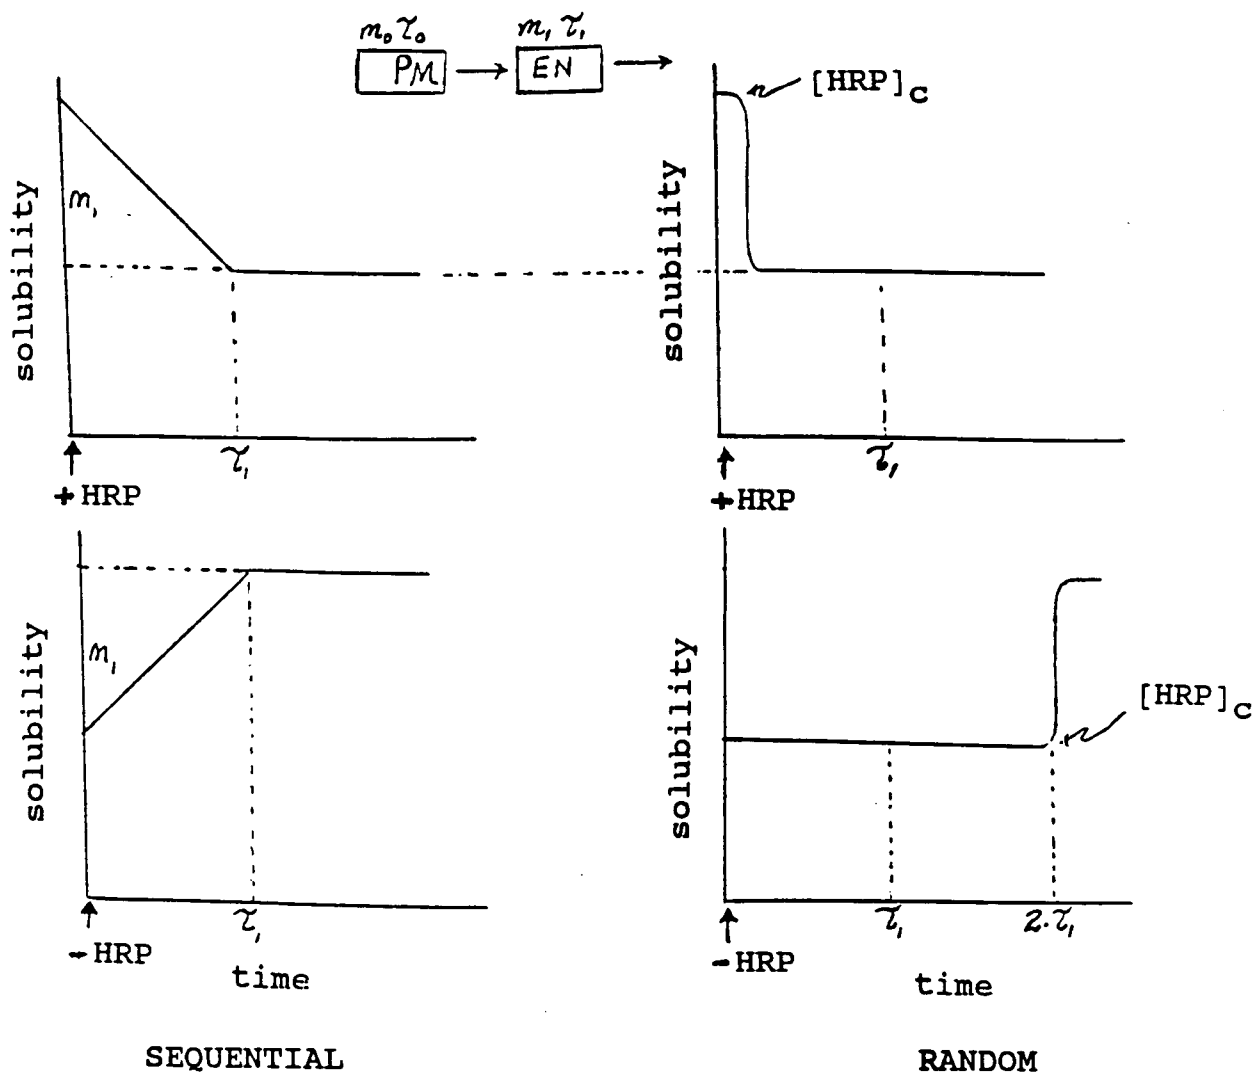 m₀ τ₀ m₁ τ₁
PM → EN →
[HRP]c
solubility
m₁
τ₁
+HRP
solubility
τ₁
+HRP
solubility
m₁
τ₁
-HRP
time
solubility
[HRP]c
τ₁ 2·τ₁
-HRP
time
SEQUENTIAL
RANDOM